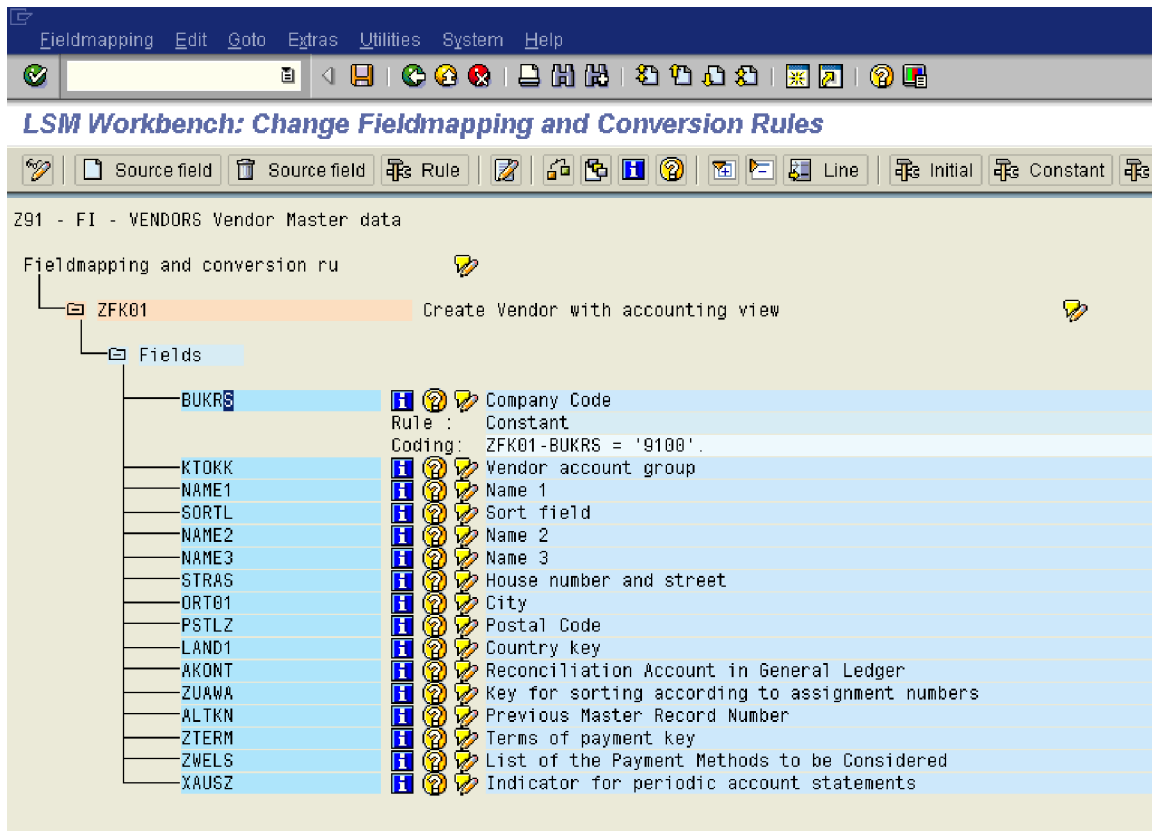 Fieldmapping Edit Goto Extras Utilities System Help
LSM Workbench: Change Fieldmapping and Conversion Rules
Source field Source field Rule Line Initial Constant
Z91 - FI - VENDORS Vendor Master data
Fieldmapping and conversion ru
ZFK01 Create Vendor with accounting view
Fields
BUKRS Company Code
Rule : Constant
Coding: ZFK01-BUKRS = '9100'.
KTOKK Vendor account group
NAME1 Name 1
SORTL Sort field
NAME2 Name 2
NAME3 Name 3
STRAS House number and street
ORT01 City
PSTLZ Postal Code
LAND1 Country key
AKONT Reconciliation Account in General Ledger
ZUAWA Key for sorting according to assignment numbers
ALTKN Previous Master Record Number
ZTERM Terms of payment key
ZWELS List of the Payment Methods to be Considered
XAUSZ Indicator for periodic account statements